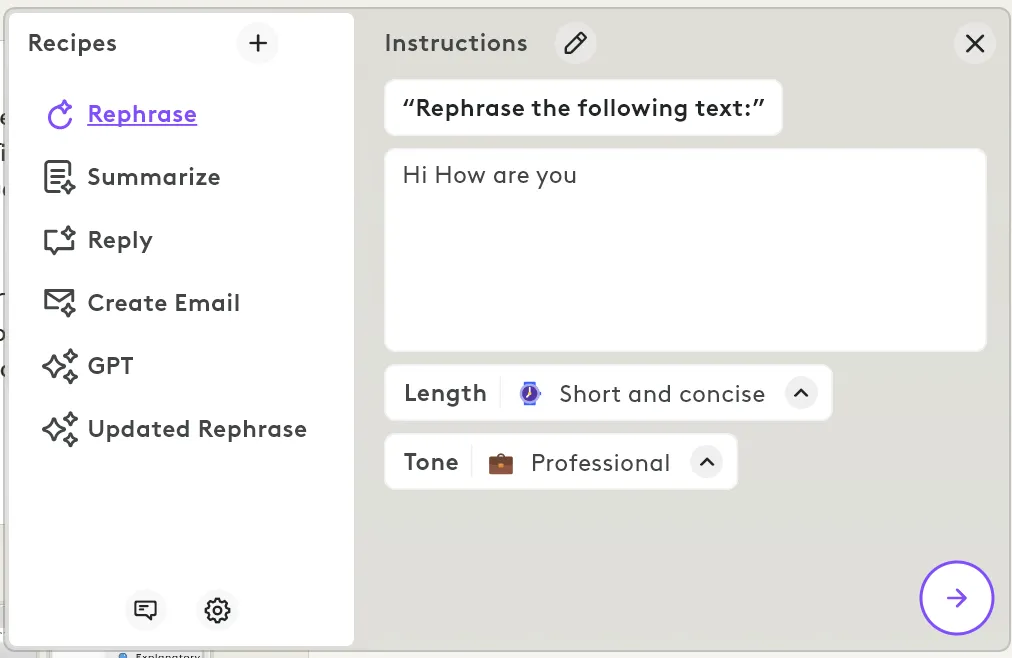 Recipes
Rephrase
Summarize
Reply
Create Email
GPT
Updated Rephrase
Instructions
“Rephrase the following text:”
Hi How are you
Length Short and concise
Tone Professional
Explanatory